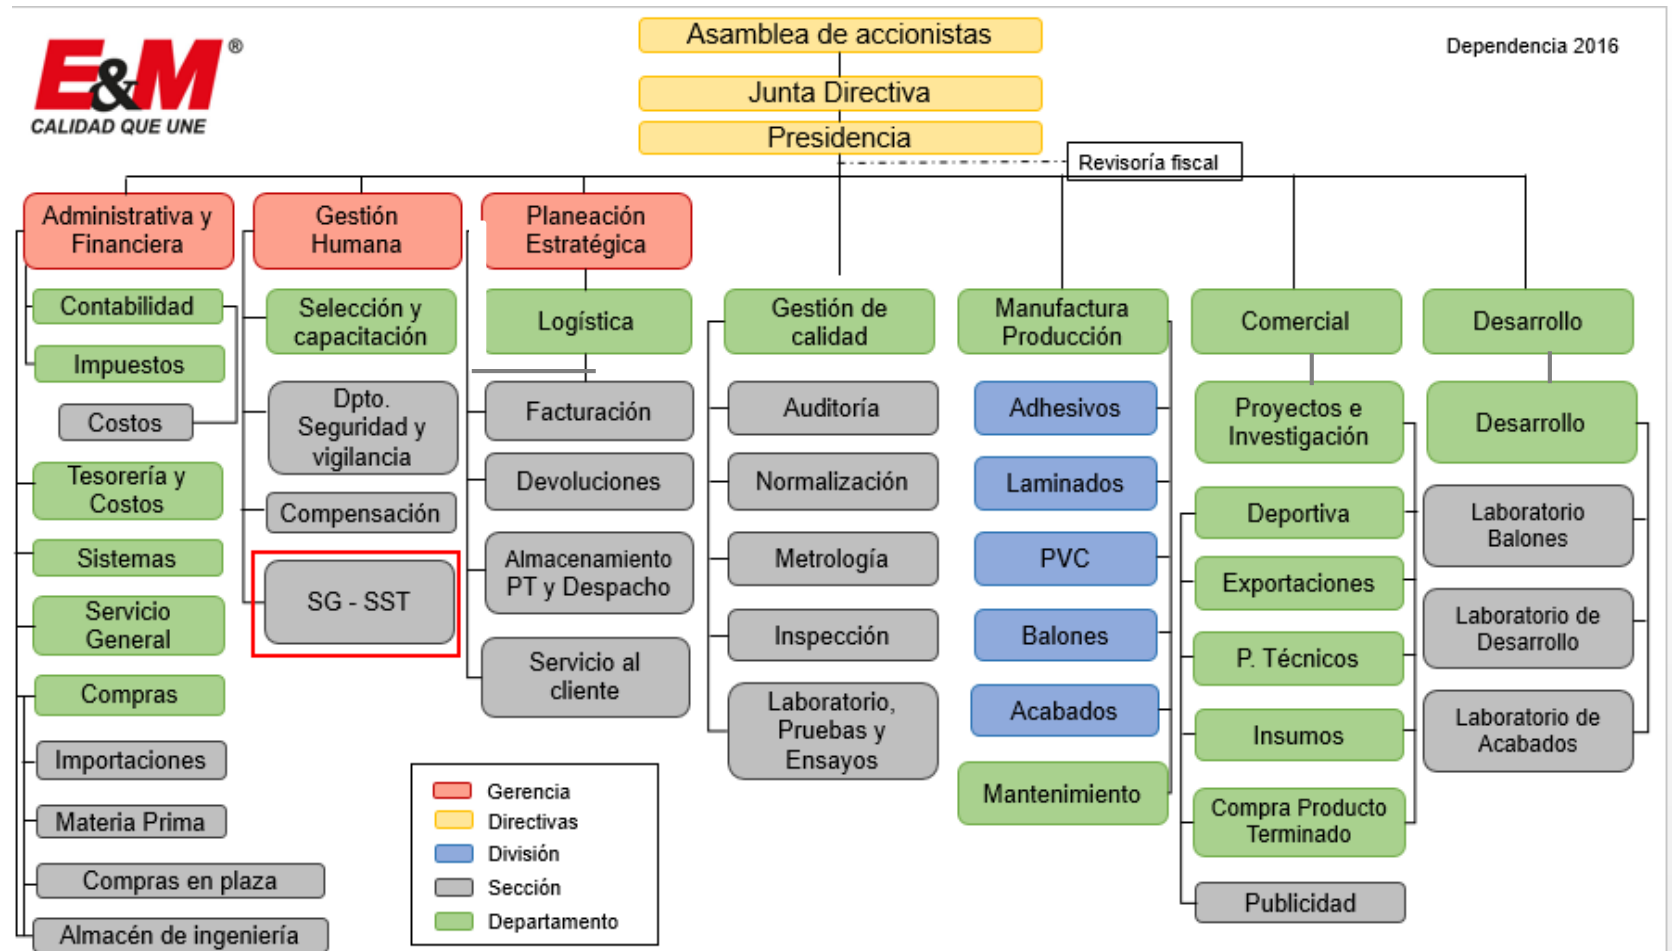 E&M®
CALIDAD QUE UNE
Dependencia 2016
Asamblea de accionistas
Junta Directiva
Presidencia
Revisoría fiscal
Administrativa y
Financiera
Contabilidad
Impuestos
Costos
Tesorería y
Costos
Sistemas
Servicio
General
Compras
Importaciones
Materia Prima
Compras en plaza
Almacén de ingeniería
Gestión
Humana
Selección y
capacitación
Dpto.
Seguridad y
vigilancia
Compensación
SG - SST
Planeación
Estratégica
Logística
Facturación
Devoluciones
Almacenamiento
PT y Despacho
Servicio al
cliente
Gestión de
calidad
Auditoría
Normalización
Metrología
Inspección
Laboratorio,
Pruebas y
Ensayos
Manufactura
Producción
Adhesivos
Laminados
PVC
Balones
Acabados
Mantenimiento
Comercial
Proyectos e
Investigación
Deportiva
Exportaciones
P. Técnicos
Insumos
Compra Producto
Terminado
Publicidad
Desarrollo
Desarrollo
Laboratorio
Balones
Laboratorio de
Desarrollo
Laboratorio de
Acabados
Gerencia
Directivas
División
Sección
Departamento